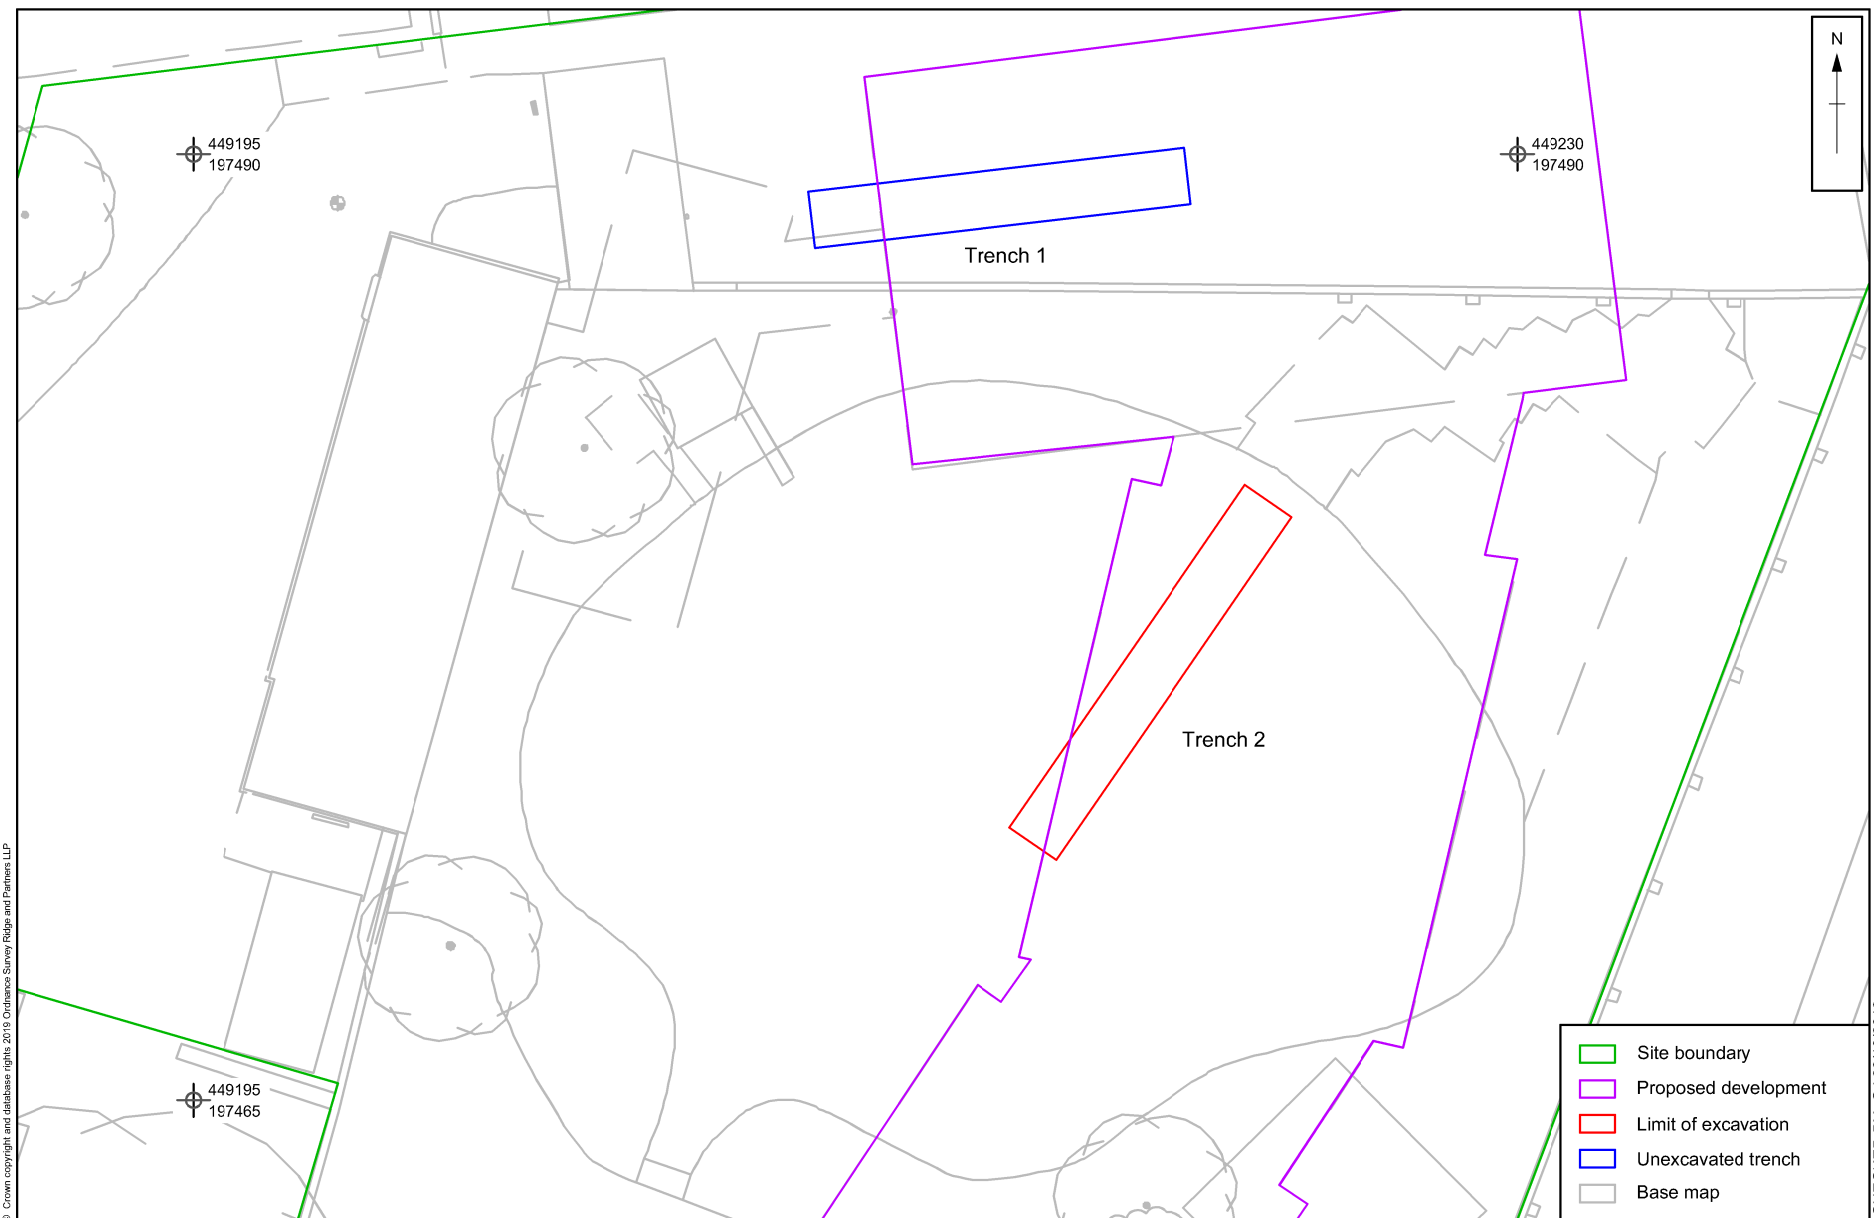 N
449195
197490
449230
197490
Trench 1
Trench 2
449195
197465
Site boundary
Proposed development
Limit of excavation
Unexcavated trench
Base map
© Crown copyright and database rights 2019 Ordnance Survey Ridge and Partners LLP